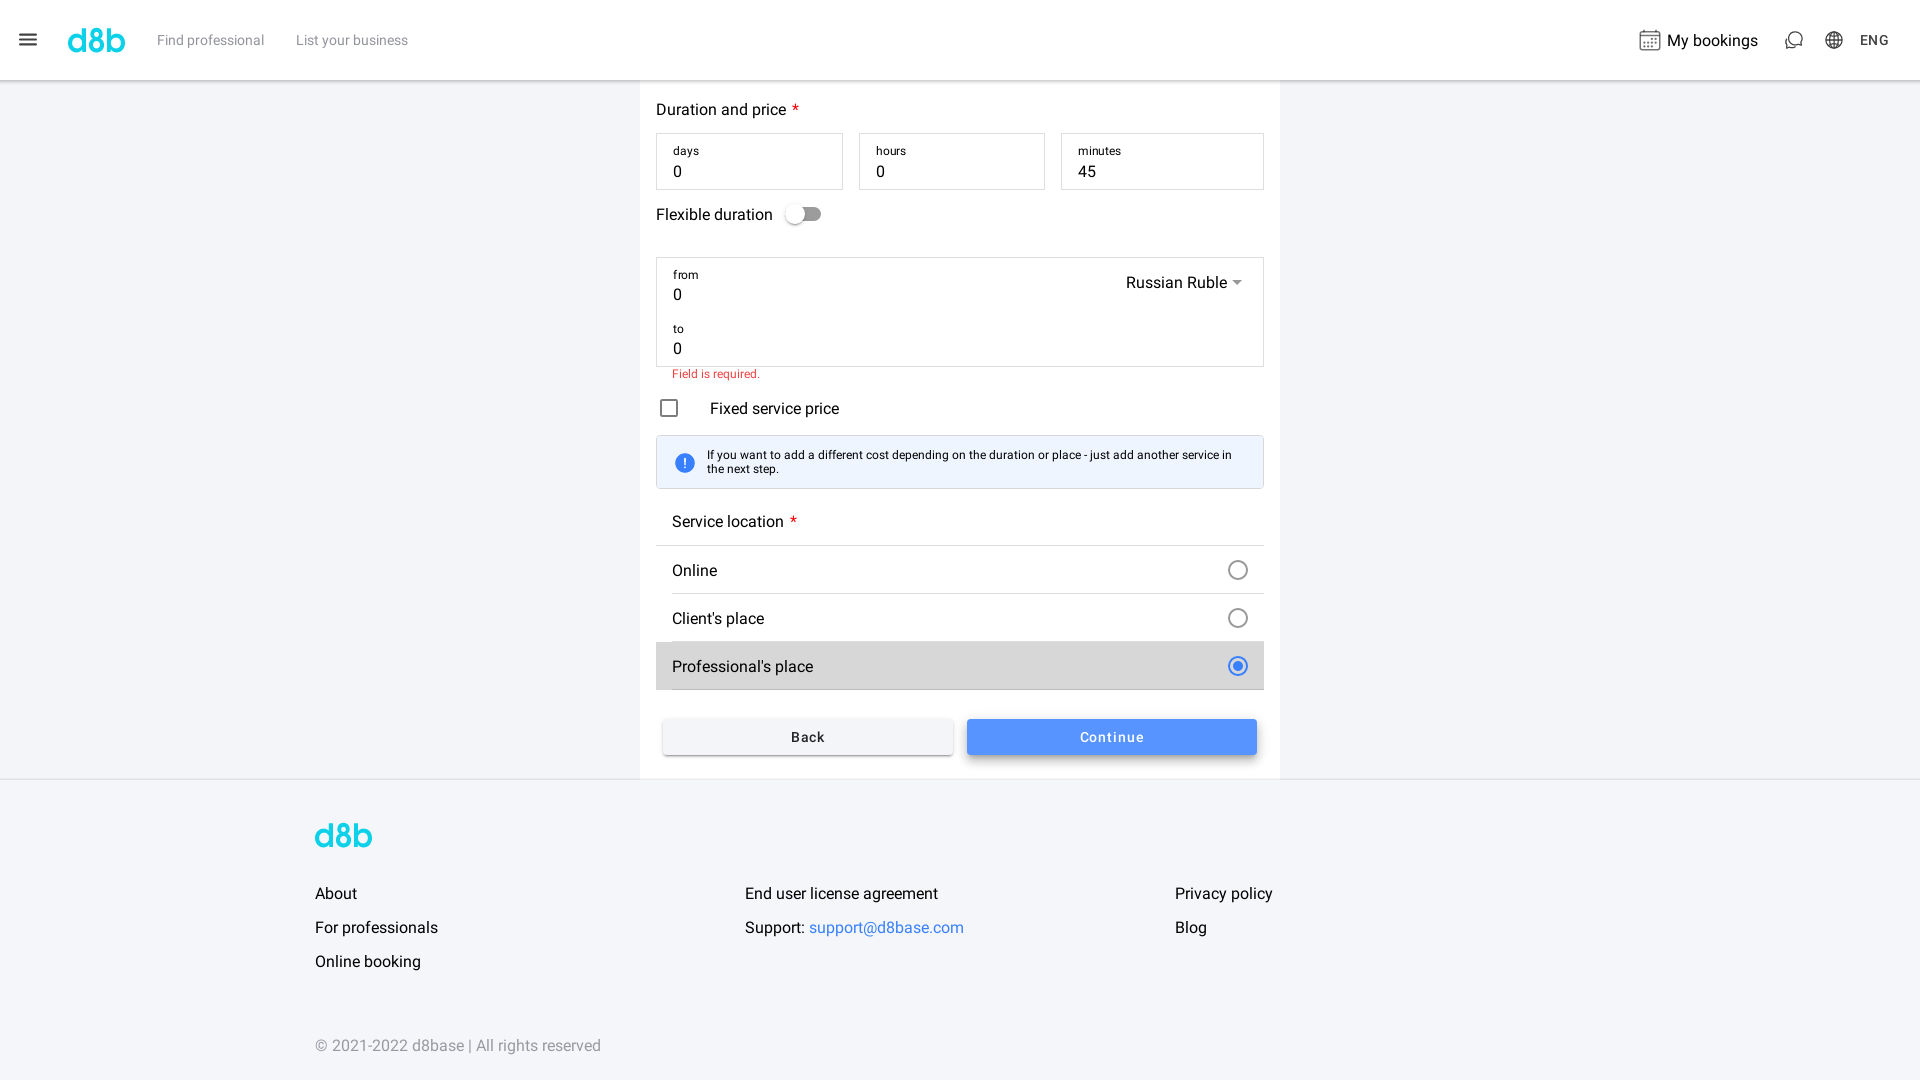 d8b
Find professional
List your business
My bookings
ENG
Duration and price *
days
0
hours
0
minutes
45
Flexible duration
from
0
Russian Ruble
to
0
Field is required.
Fixed service price
If you want to add a different cost depending on the duration or place - just add another service in
the next step.
Service location *
Online
Client's place
Professional's place
Back
Continue
d8b
About
End user license agreement
Privacy policy
For professionals
Support: support@d8base.com
Blog
Online booking
© 2021-2022 d8base | All rights reserved